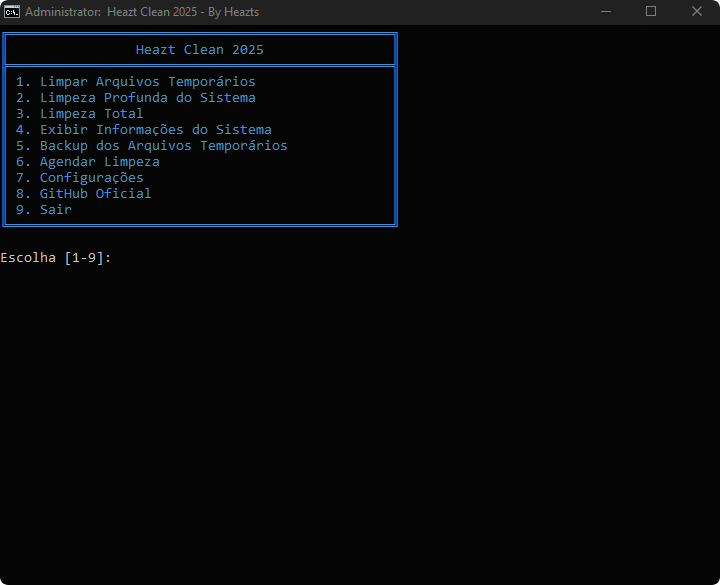 Administrator: Heazt Clean 2025 - By Heazts
Heazt Clean 2025
1. Limpar Arquivos Temporários
2. Limpeza Profunda do Sistema
3. Limpeza Total
4. Exibir Informações do Sistema
5. Backup dos Arquivos Temporários
6. Agendar Limpeza
7. Configurações
8. GitHub Oficial
9. Sair
Escolha [1-9]: